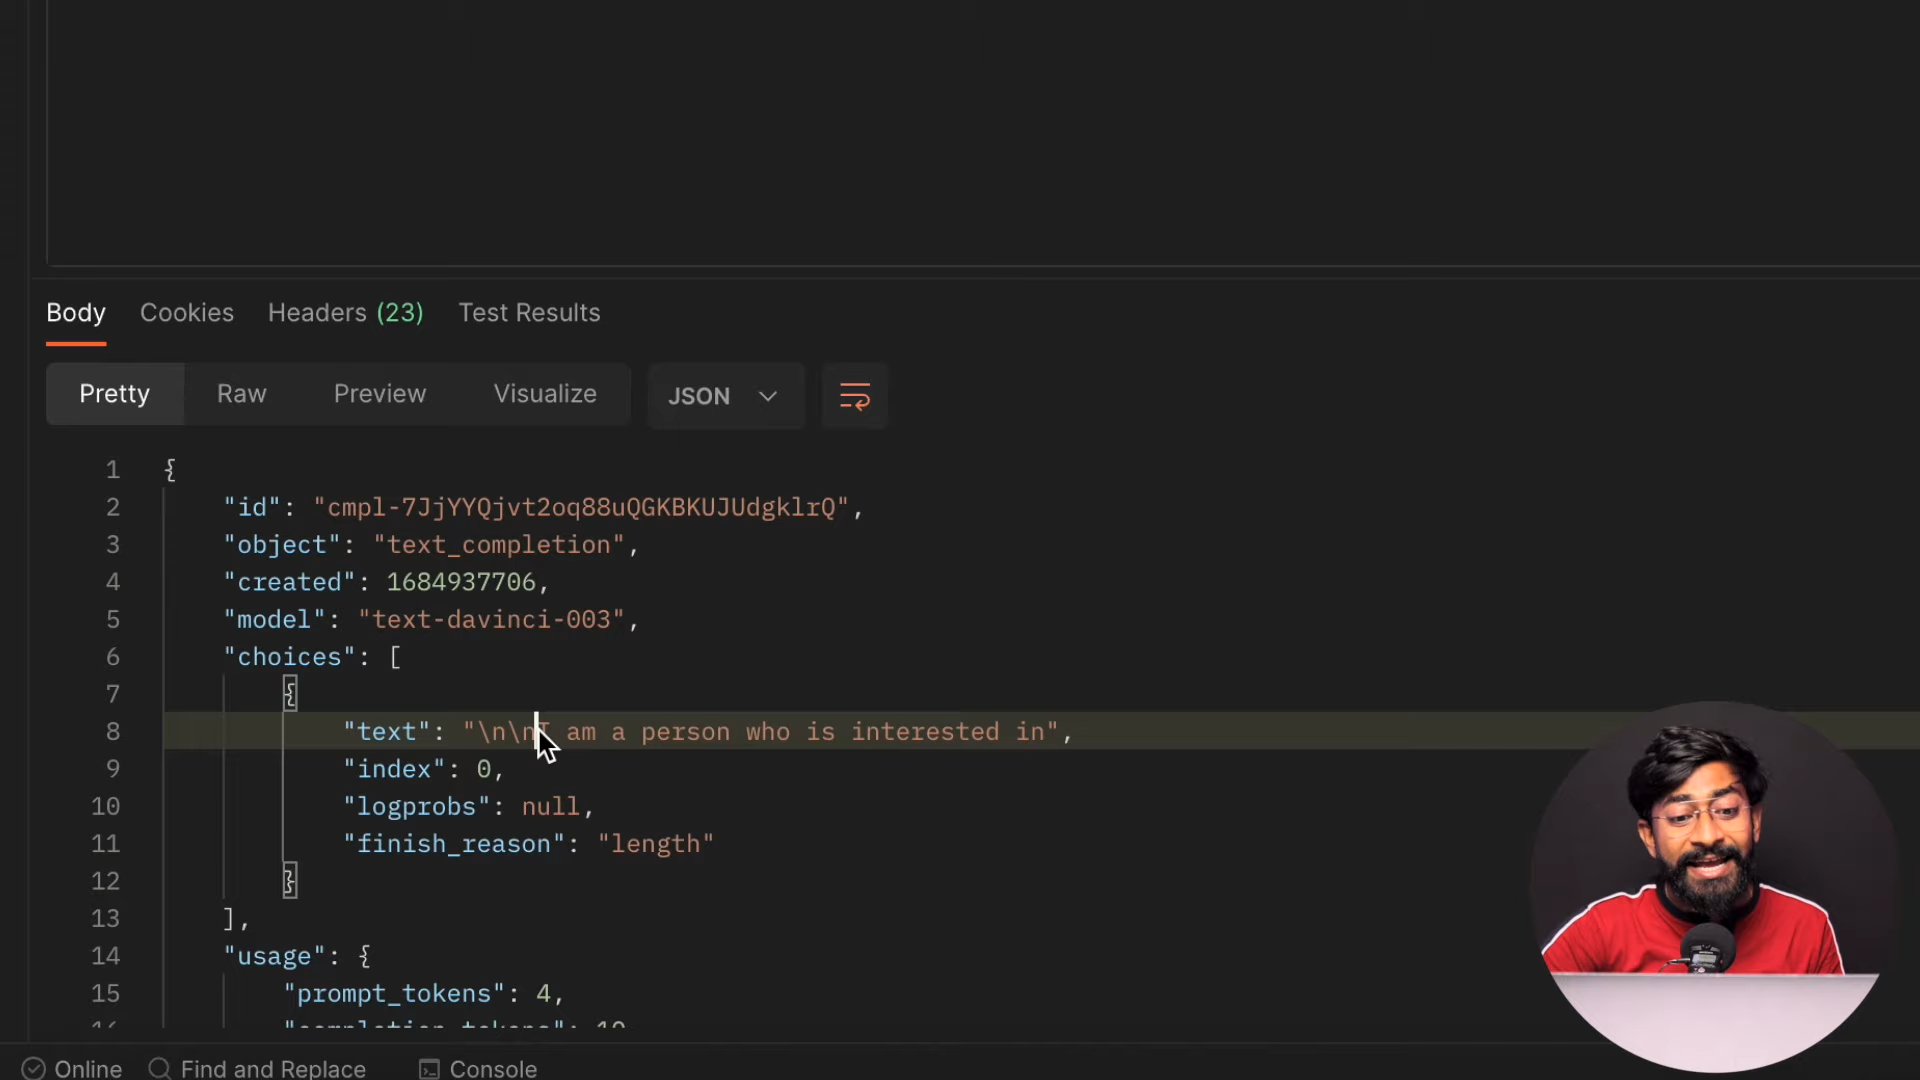 Body Cookies Headers (23) Test Results
Pretty Raw Preview Visualize JSON
1 {
2 "id": "cmpl-7JjYYQjvt2oq88uQGKBKUJUdgklrQ",
3 "object": "text_completion",
4 "created": 1684937706,
5 "model": "text-davinci-003",
6 "choices": [
7 {
8 "text": "\n\nI am a person who is interested in",
9 "index": 0,
10 "logprobs": null,
11 "finish_reason": "length"
12 }
13 ],
14 "usage": {
15 "prompt_tokens": 4,
Online Find and Replace Console